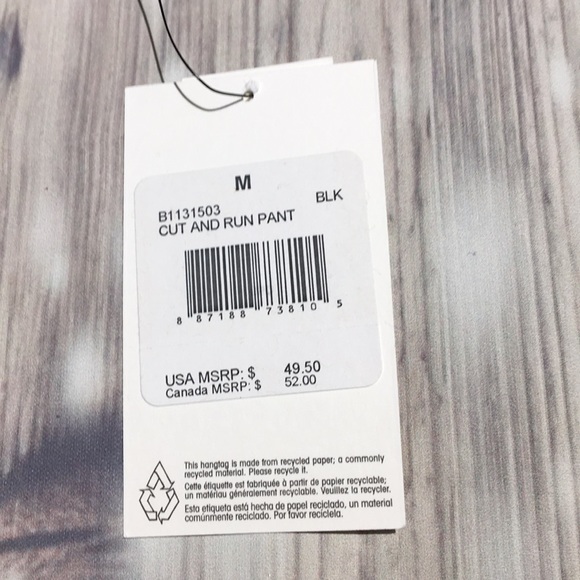 M
B1131503 BLK
CUT AND RUN PANT
8 87188 73810 5
USA MSRP: $ 49.50
Canada MSRP: $ 52.00
This hangtag is made from recycled paper; a commonly
recycled material. Please recycle it.
Cette étiquette est fabriquée à partir de papier recyclable;
un matériau généralement recyclable. Veuillez la recycler.
Esta etiqueta está hecha de papel reciclado, un material
comúnmente reciclado. Por favor recíclela.